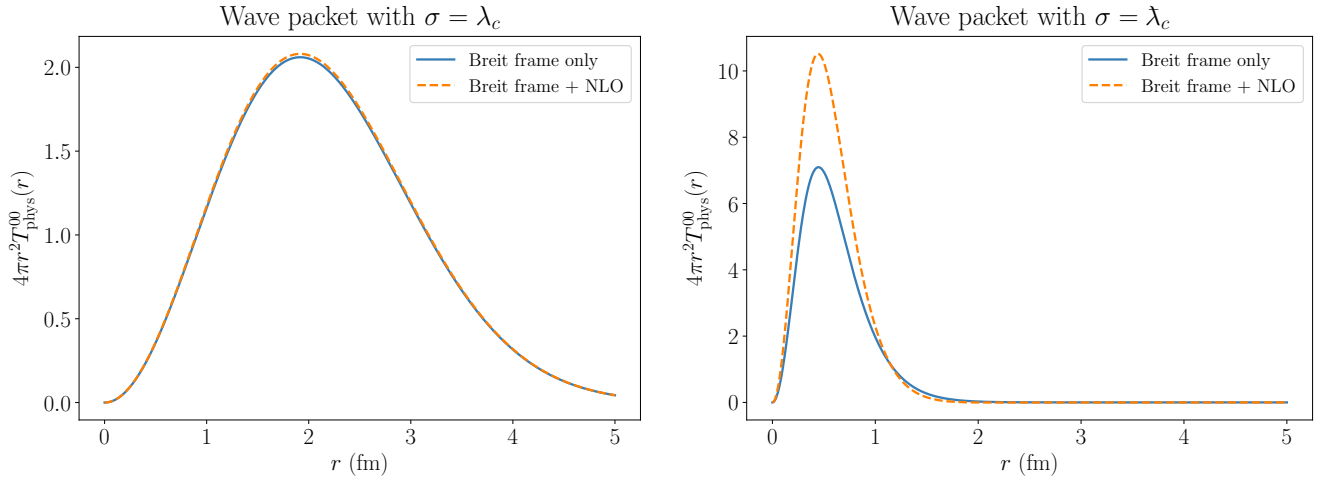 Wave packet with σ = λ_c
2.0
1.5
1.0
0.5
0.0
4πr²T⁰⁰_phys(r)
Breit frame only
Breit frame + NLO
0 1 2 3 4 5
r (fm)
Wave packet with σ = ƛ_c
10
8
6
4
2
0
4πr²T⁰⁰_phys(r)
Breit frame only
Breit frame + NLO
0 1 2 3 4 5
r (fm)